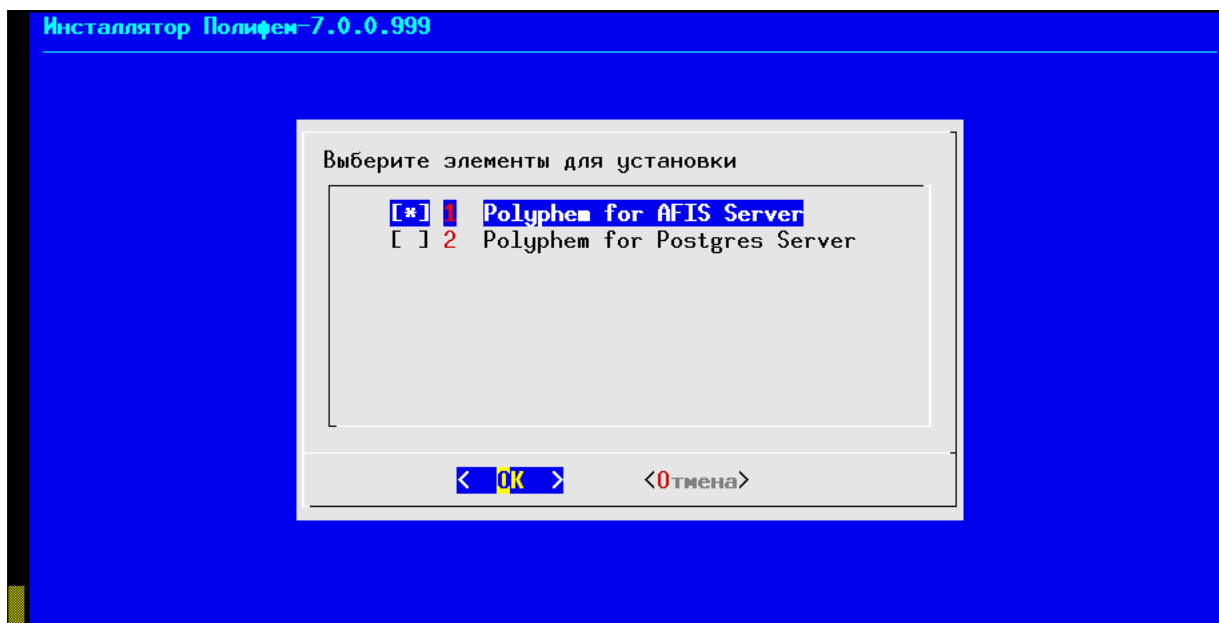 Инсталлятор Полифем-7.0.0.999
Выберите элементы для установки
[*] 1 Polyphem for AFIS Server
[ ] 2 Polyphem for Postgres Server
< OK > <Отмена>